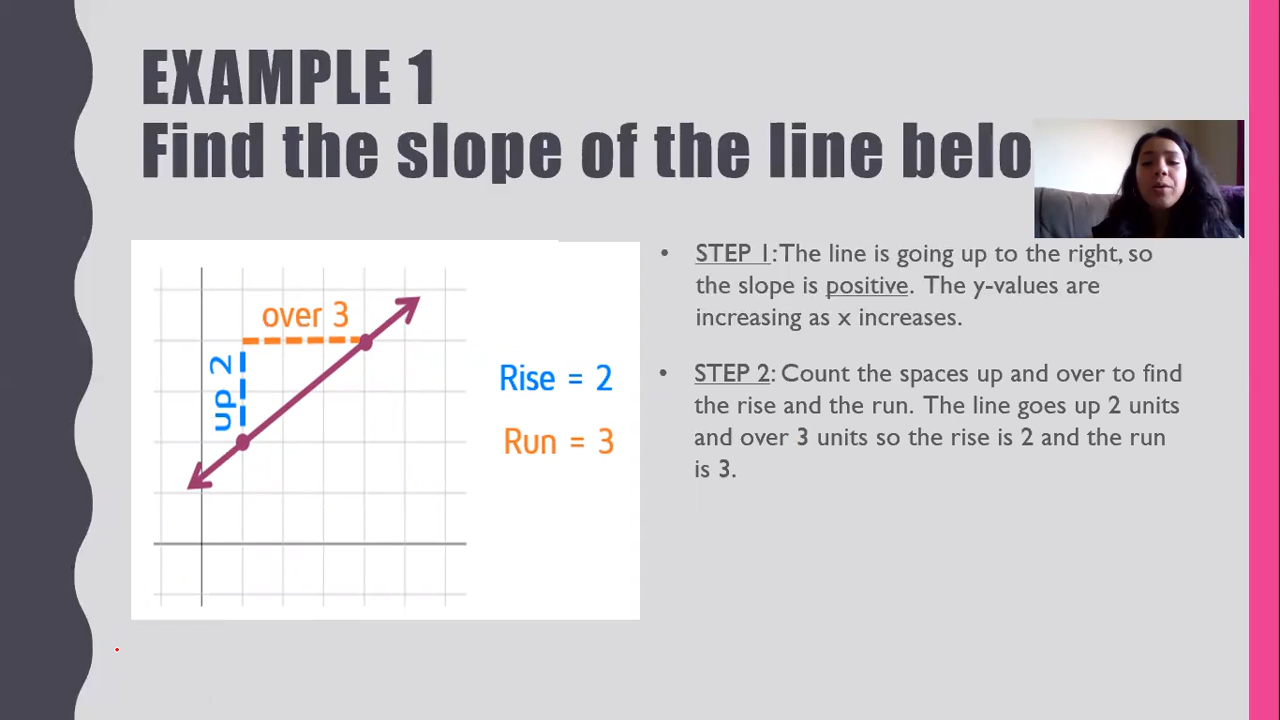 EXAMPLE 1
Find the slope of the line belo
over 3
up 2
Rise = 2
Run = 3
• STEP 1: The line is going up to the right, so
the slope is positive. The y-values are
increasing as x increases.
• STEP 2: Count the spaces up and over to find
the rise and the run. The line goes up 2 units
and over 3 units so the rise is 2 and the run
is 3.